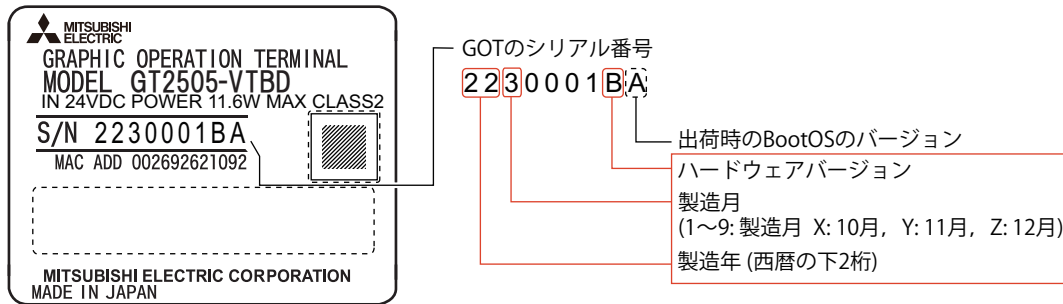 MITSUBISHI
ELECTRIC
GRAPHIC OPERATION TERMINAL
MODEL GT2505-VTBD
IN 24VDC POWER 11.6W MAX CLASS2
S/N 2230001BA
MAC ADD 002692621092
MITSUBISHI ELECTRIC CORPORATION
MADE IN JAPAN
GOTのシリアル番号
2230001BA
出荷時のBootOSのバージョン
ハードウェアバージョン
製造月
(1～9: 製造月 X: 10月, Y: 11月, Z: 12月)
製造年 (西暦の下2桁)